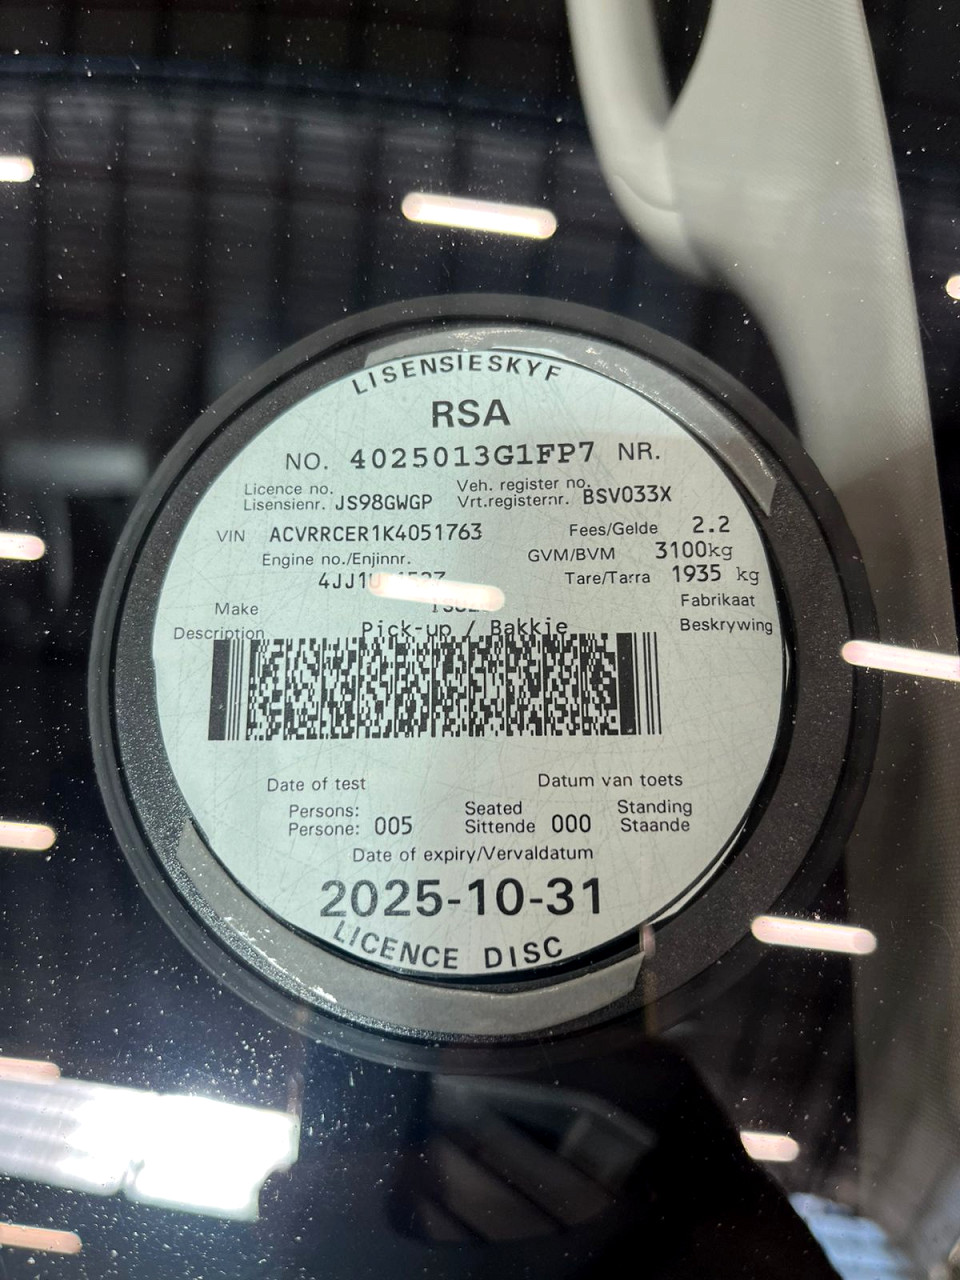 LISENSIESKYF
RSA
NO. 4025013G1FP7 NR.
Licence no. Veh. register no.
Lisensienr. JS98GWGP Vrt.registernr. BSV033X
VIN ACVRRCER1K4051763 Fees/Gelde 2.2
Engine no./Enjinnr. GVM/BVM 3100kg
Tare/Tarra 1935 kg
Make Fabrikaat
Description Pick-up / Bakkie Beskrywing
Date of test Datum van toets
Persons: Seated Standing
Persone: 005 Sittende 000 Staande
Date of expiry/Vervaldatum
2025-10-31
LICENCE DISC